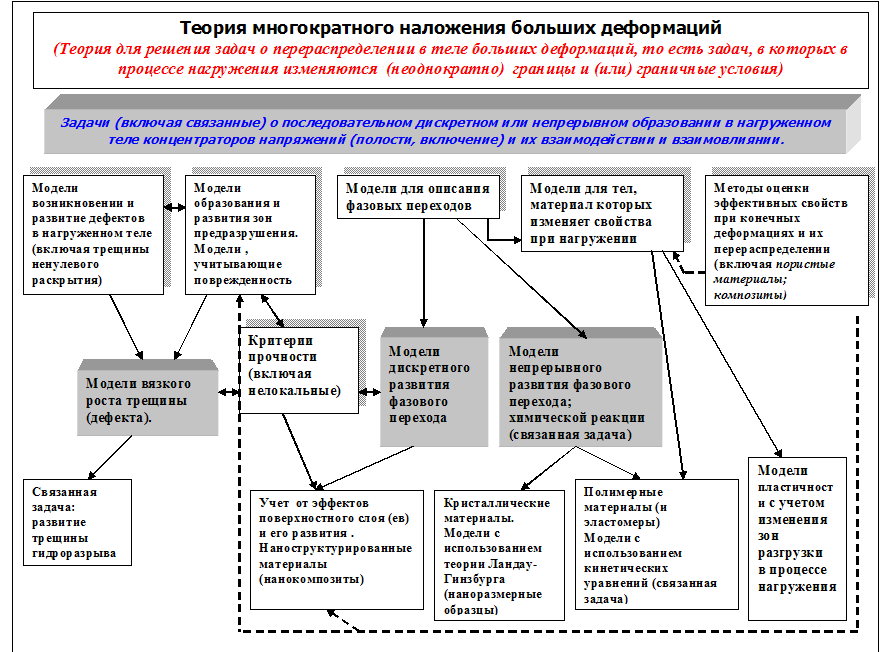 Теория многократного наложения больших деформаций
(Теория для решения задач о перераспределении в теле больших деформаций, то есть задач, в которых в
процессе нагружения изменяются (неоднократно) границы и (или) граничные условия)
Задачи (включая связанные) о последовательном дискретном или непрерывном образовании в нагруженном
теле концентраторов напряжений (полости, включение) и их взаимодействии и взаимовлиянии.
Модели
возникновении и
развитие дефектов
в нагруженном теле
(включая трещины
ненулевого
раскрытия)
Модели
образования и
развития зон
предразрушения.
Модели ,
учитывающие
поврежденность
Модели для описания
фазовых переходов
Модели для тел,
материал которых
изменяет свойства
при нагружении
Методы оценки
эффективных свойств
при конечных
деформациях и их
перераспределении
(включая пористые
материалы;
композиты)
Модели вязкого
роста трещины
(дефекта).
Критерии
прочности
(включая
нелокальные)
Модели
дискретного
развития
фазового
перехода
Модели
непрерывного
развития фазового
перехода;
химической реакции
(связанная задача)
Связанная
задача:
развитие
трещины
гидроразрыва
Учет от эффектов
поверхностного слоя (ев)
и его развития .
Наноструктурированные
материалы
(нанокомпозиты)
Кристаллические
материалы.
Модели с
использованием
теории Ландау-
Гинзбурга
(наноразмерные
образцы)
Полимерные
материалы (и
эластомеры)
Модели с
использованием
кинетических
уравнений (связанная
задача)
Модели
пластичност
и с учетом
изменения
зон
разгрузки
в процессе
нагружения